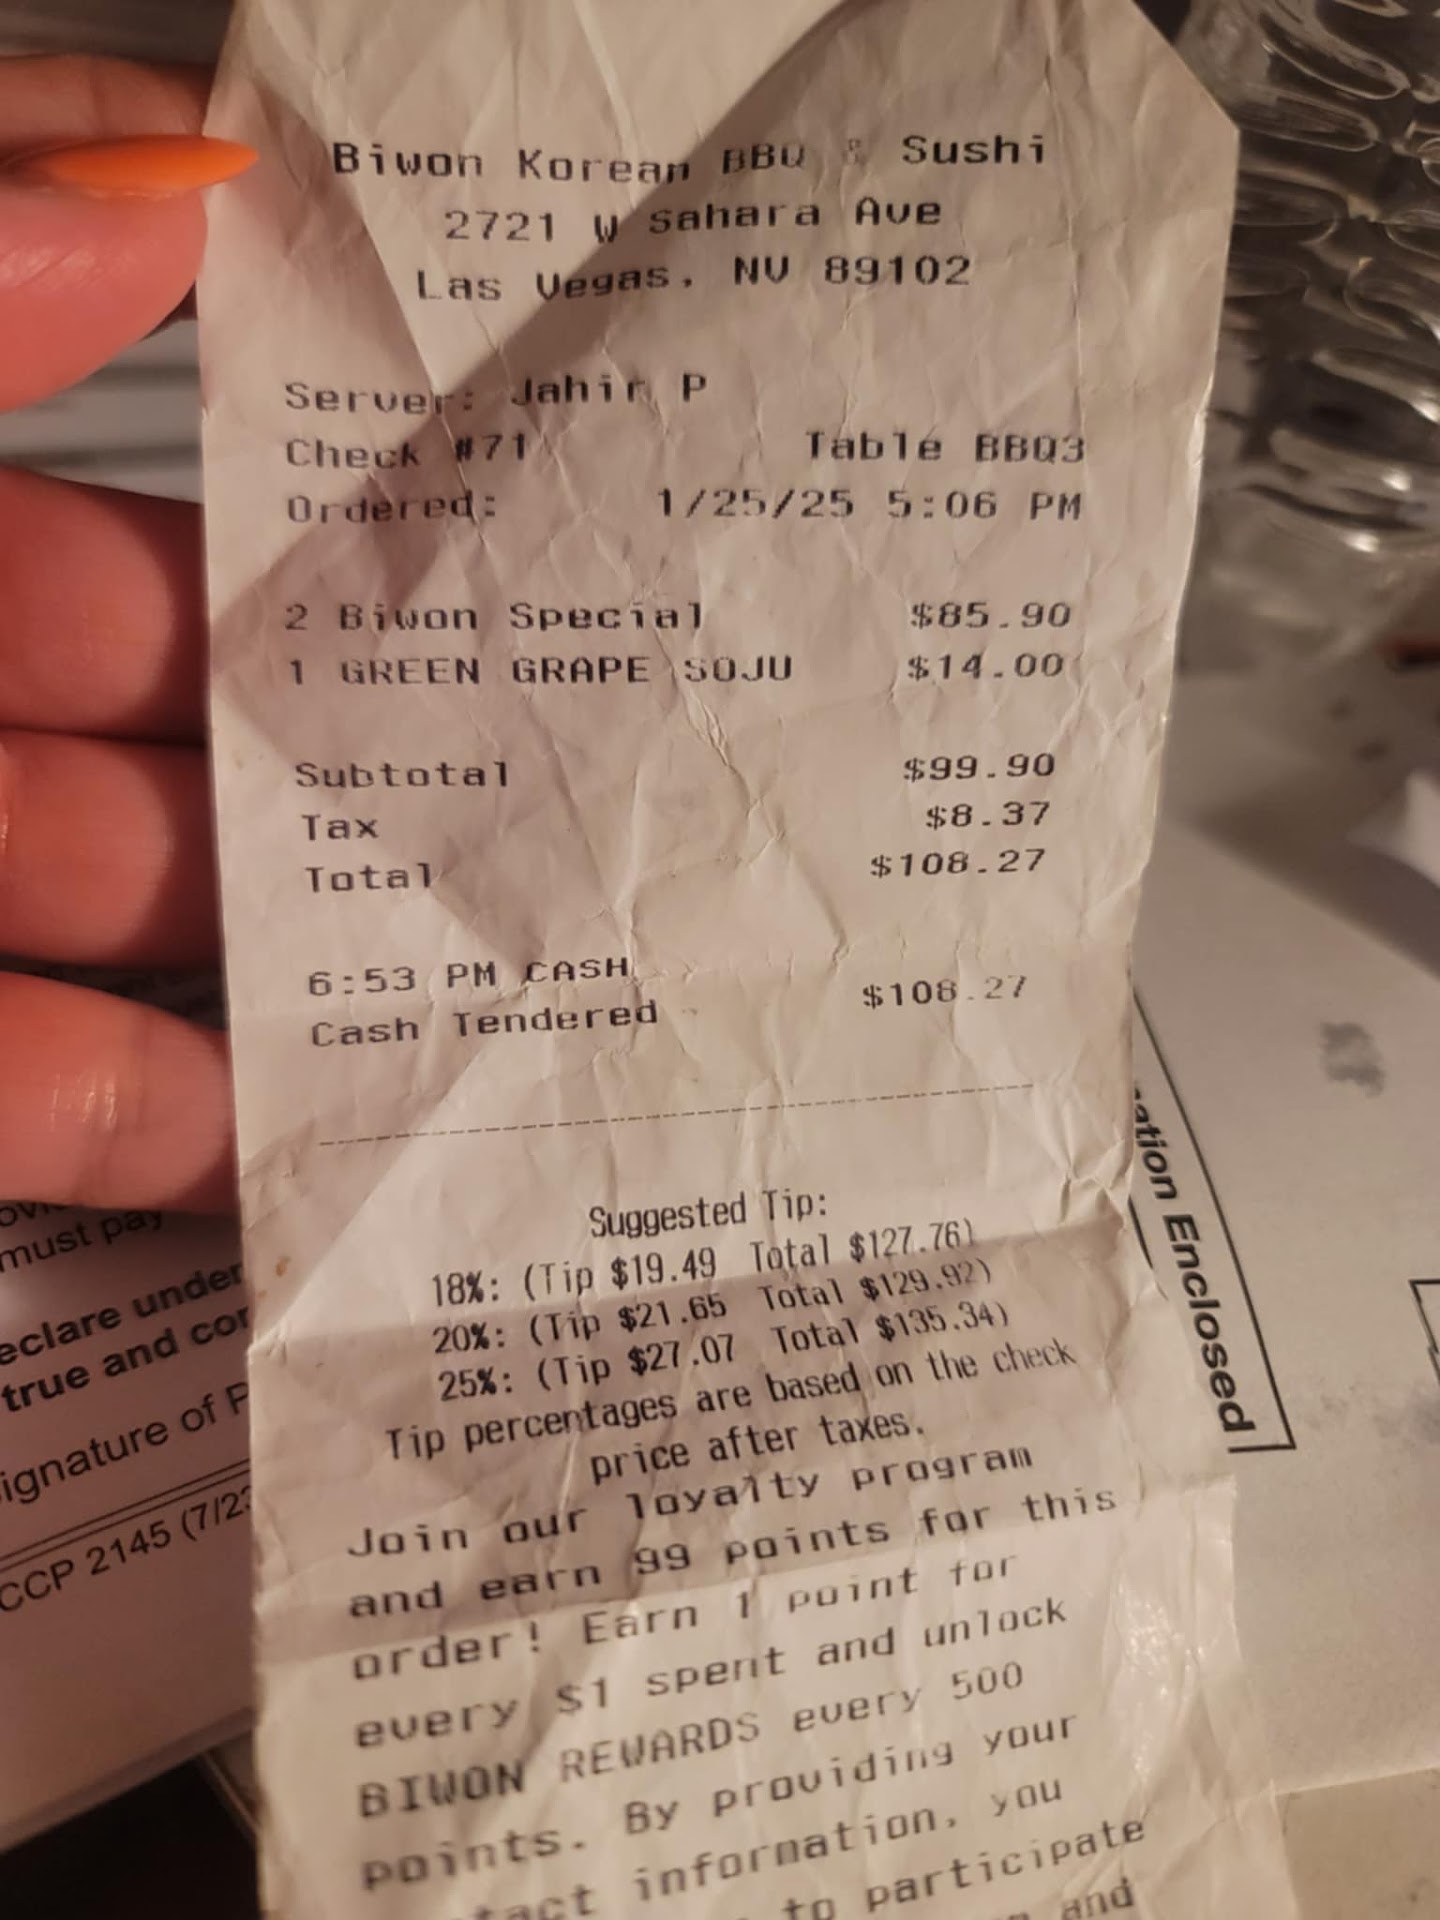 Biwon Korean BBQ & Sushi
2721 W Sahara Ave
Las Vegas, NV 89102
Server: Jahir P
Check #71 Table BBQ3
Ordered: 1/25/25 5:06 PM
2 Biwon Special $85.90
1 GREEN GRAPE SOJU $14.00
Subtotal $99.90
Tax $8.37
Total $108.27
6:53 PM CASH
Cash Tendered $108.27
Suggested Tip:
18%: (Tip $19.49 Total $127.76)
20%: (Tip $21.65 Total $129.92)
25%: (Tip $27.07 Total $135.34)
Tip percentages are based on the check
price after taxes.
Join our loyalty program
and earn 99 points for this
order! Earn 1 point for
every $1 spent and unlock
BIWON REWARDS every 500
points. By providing your
tact information, you
to participate
and
must pay
eclare under
true and cor
ignature of P
CCP 2145 (7/23
ation Enclosed